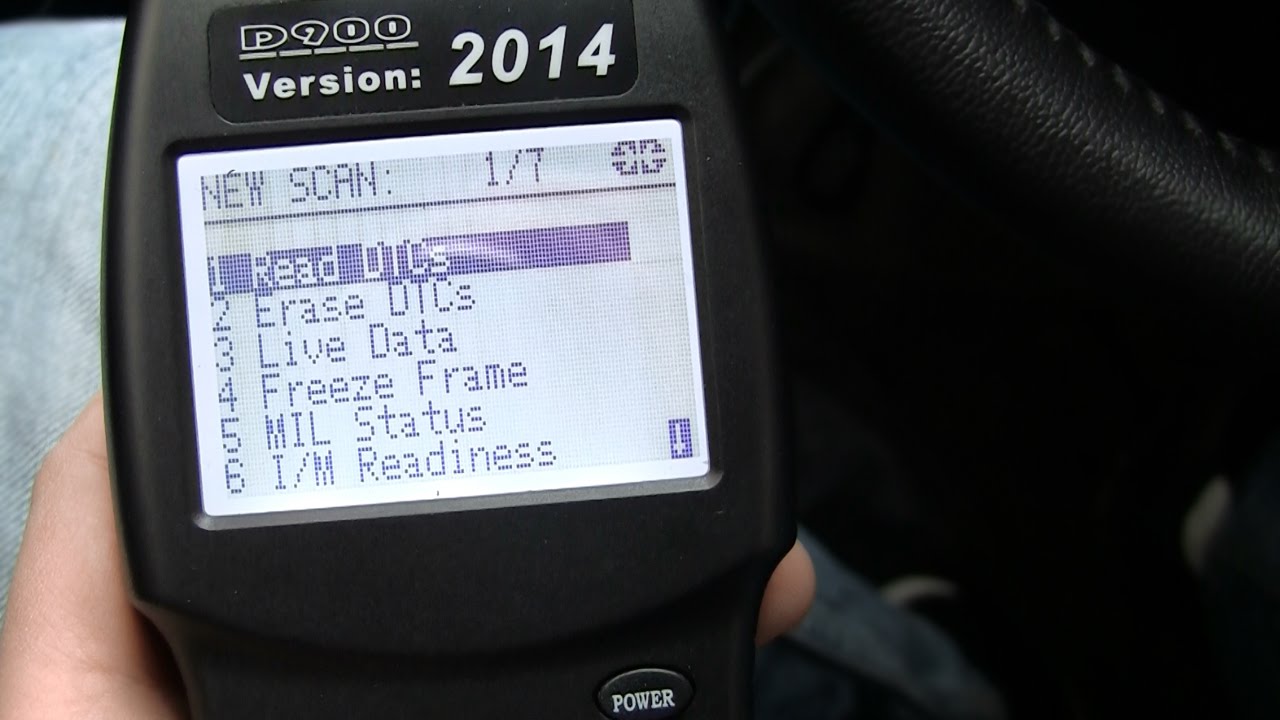 D900
Version: 2014
NEW SCAN: 1/7
1 Read DTCs
2 Erase DTCs
3 Live Data
4 Freeze Frame
5 MIL Status
6 I/M Readiness
POWER